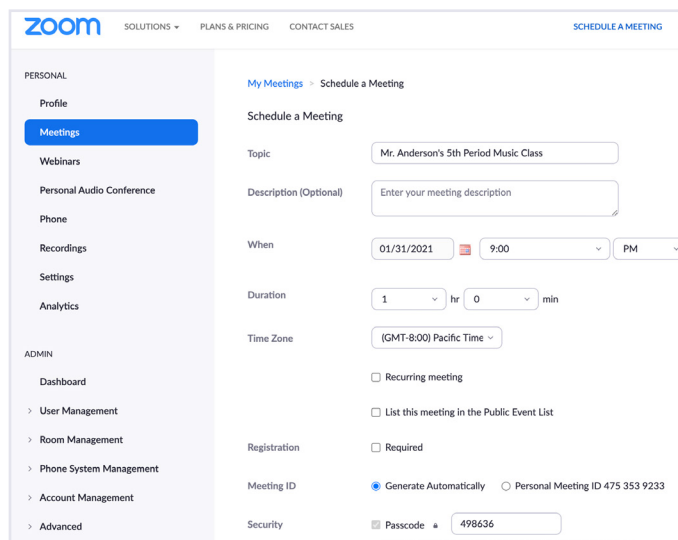 zoom SOLUTIONS PLANS & PRICING CONTACT SALES SCHEDULE A MEETING
PERSONAL
Profile
Meetings
Webinars
Personal Audio Conference
Phone
Recordings
Settings
Analytics
ADMIN
Dashboard
> User Management
> Room Management
> Phone System Management
> Account Management
> Advanced
My Meetings > Schedule a Meeting
Schedule a Meeting
Topic Mr. Anderson's 5th Period Music Class
Description (Optional) Enter your meeting description
When 01/31/2021 9:00 PM
Duration 1 hr 0 min
Time Zone (GMT-8:00) Pacific Time
Recurring meeting
List this meeting in the Public Event List
Registration Required
Meeting ID Generate Automatically Personal Meeting ID 475 353 9233
Security Passcode 498636